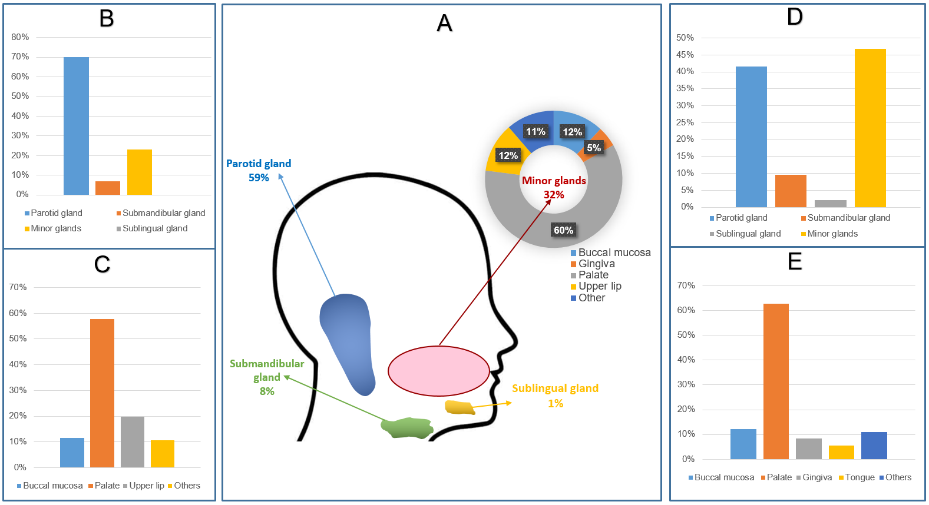 B
80%
70%
60%
50%
40%
30%
20%
10%
0%
Parotid gland
Submandibular gland
Minor glands
Sublingual gland
C
70%
60%
50%
40%
30%
20%
10%
0%
Buccal mucosa Palate Upper lip Others
A
11%
12%
5%
12%
60%
Minor glands
32%
Buccal mucosa
Gingiva
Palate
Upper lip
Other
Parotid gland
59%
Submandibular
gland
8%
Sublingual gland
1%
D
50%
45%
40%
35%
30%
25%
20%
15%
10%
5%
0%
Parotid gland
Submandibular gland
Sublingual gland
Minor glands
E
70%
60%
50%
40%
30%
20%
10%
0%
Buccal mucosa Palate Gingiva Tongue Others